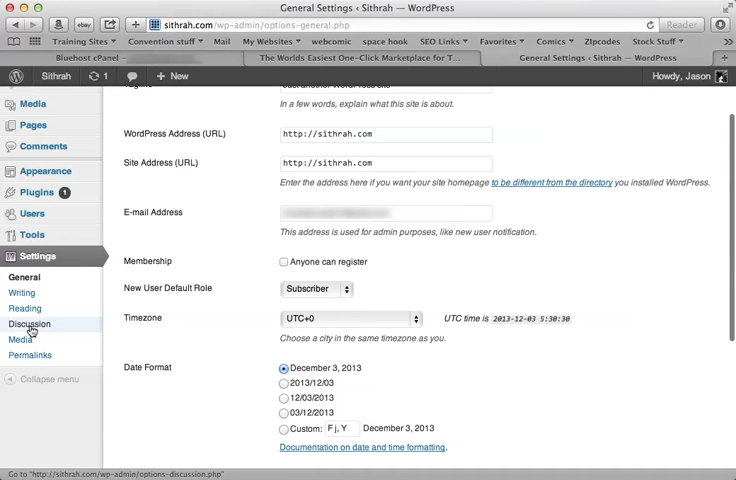 General Settings ‹ Sithrah — WordPress
ebay
sithrah.com/wp-admin/options-general.php
Reader
Training Sites Convention stuff Mail My Websites webcomic space hook SEO Links Favorites Comics ZIpcodes Stock Stuff
Bluehost cPanel –
The Worlds Easiest One-Click Marketplace for T...
General Settings ‹ Sithrah — WordPress
Sithrah 1 New
Howdy, Jason
Media
Pages
Comments
Appearance
Plugins 1
Users
Tools
Settings
General
Writing
Reading
Discussion
Media
Permalinks
Collapse menu
In a few words, explain what this site is about.
WordPress Address (URL) http://sithrah.com
Site Address (URL) http://sithrah.com
Enter the address here if you want your site homepage to be different from the directory you installed WordPress.
E-mail Address
This address is used for admin purposes, like new user notification.
Membership Anyone can register
New User Default Role Subscriber
Timezone UTC+0 UTC time is 2013-12-03 5:30:30
Choose a city in the same timezone as you.
Date Format December 3, 2013
2013/12/03
12/03/2013
03/12/2013
Custom: F j, Y December 3, 2013
Documentation on date and time formatting.
Go to "http://sithrah.com/wp-admin/options-discussion.php"